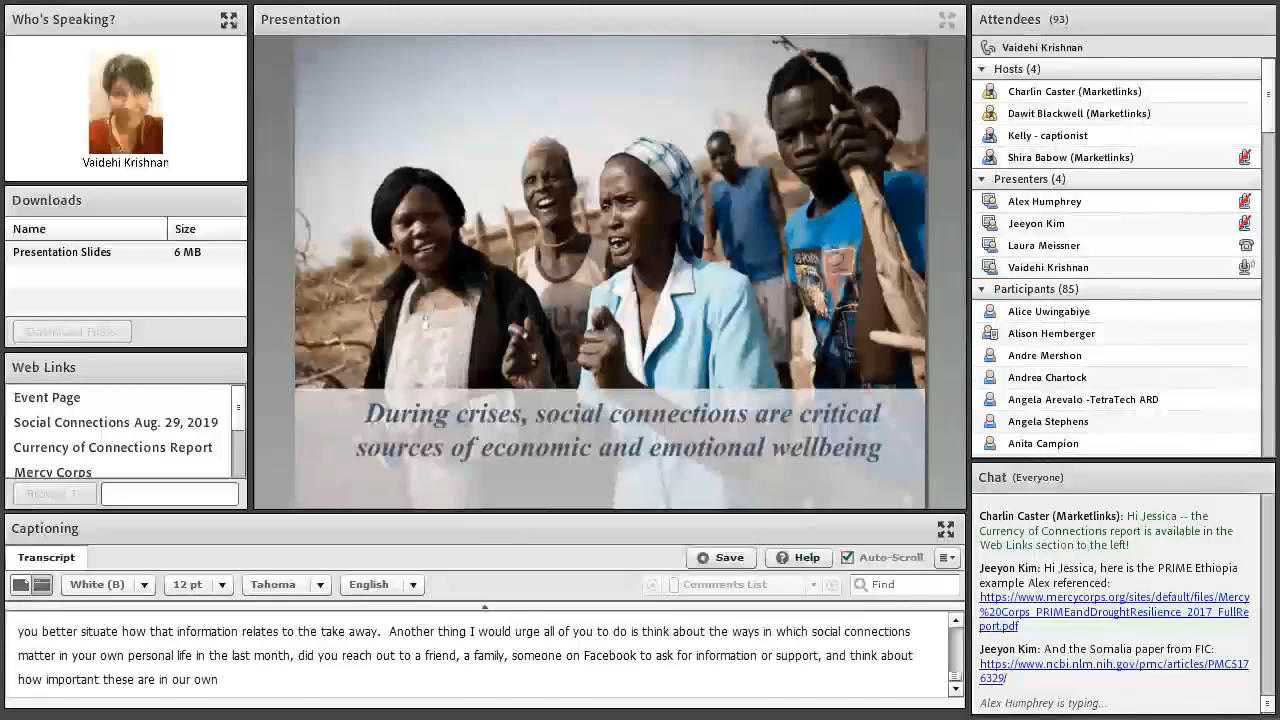 Who's Speaking?
Vaidehi Krishnan
Downloads
Name Size
Presentation Slides 6 MB
Web Links
Event Page
Social Connections Aug. 29, 2019
Currency of Connections Report
Mercy Corps
Presentation
During crises, social connections are critical
sources of economic and emotional wellbeing
Captioning
Transcript
Save
Help
Auto-Scroll
White (B)
12 pt
Tahoma
English
Comments List
Find
you better situate how that information relates to the take away. Another thing I would urge all of you to do is think about the ways in which social connections
matter in your own personal life in the last month, did you reach out to a friend, a family, someone on Facebook to ask for information or support, and think about
how important these are in our own
Attendees (93)
Vaidehi Krishnan
Hosts (4)
Charlin Caster (Marketlinks)
Dawit Blackwell (Marketlinks)
Kelly - captionist
Shira Babow (Marketlinks)
Presenters (4)
Alex Humphrey
Jeeyon Kim
Laura Meissner
Vaidehi Krishnan
Participants (85)
Alice Uwingabiye
Alison Hemberger
Andre Mershon
Andrea Chartock
Angela Arevalo -TetraTech ARD
Angela Stephens
Anita Campion
Chat (Everyone)
Charlin Caster (Marketlinks): Hi Jessica -- the
Currency of Connections report is available in the
Web Links section to the left!
Jeeyon Kim: Hi Jessica, here is the PRIME Ethiopia
example Alex referenced:
https://www.mercycorps.org/sites/default/files/Mercy
%20Corps_PRIMEandDroughtResilience_2017_FullRe
port.pdf
Jeeyon Kim: And the Somalia paper from FIC:
https://www.ncbi.nlm.nih.gov/pmc/articles/PMC517
6329/
Alex Humphrey is typing...